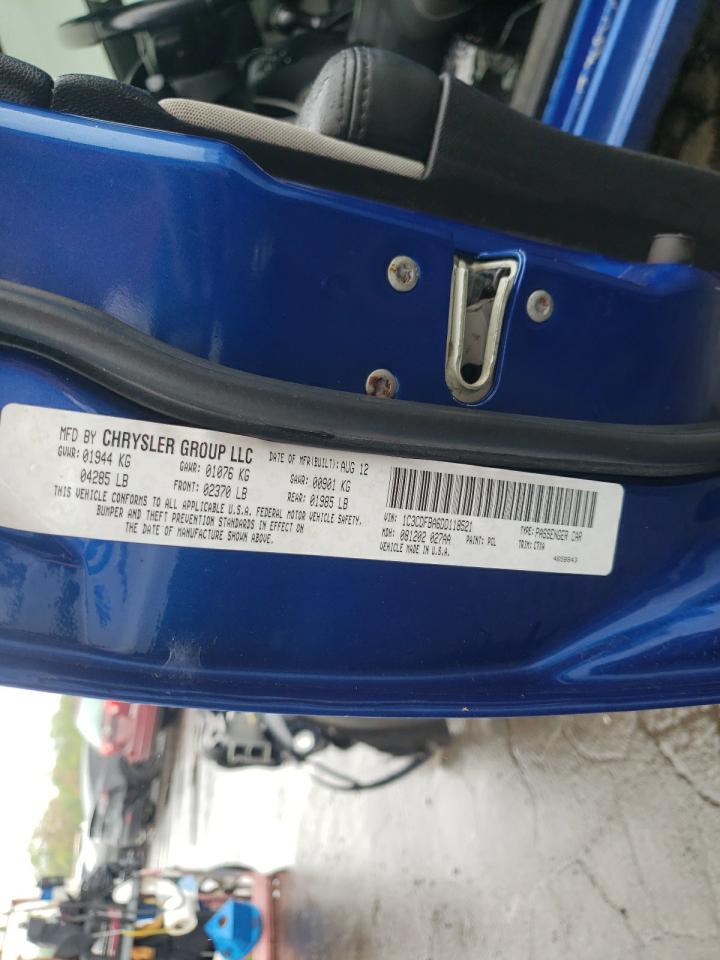 MFD BY CHRYSLER GROUP LLC DATE OF MFR(BUILT): AUG 12
GVWR: 01944 KG GAWR: 01076 KG GAWR: 00901 KG
04285 LB FRONT: 02370 LB REAR: 01985 LB
THIS VEHICLE CONFORMS TO ALL APPLICABLE U.S.A. FEDERAL MOTOR VEHICLE SAFETY,
BUMPER AND THEFT PREVENTION STANDARDS IN EFFECT ON
THE DATE OF MANUFACTURE SHOWN ABOVE.
VIN: 1C3CDFBA6DD118521 TYPE: PASSENGER CAR
MDH: 081202 027AA PAINT: PCL TRIM:
VEHICLE MADE IN U.S.A.